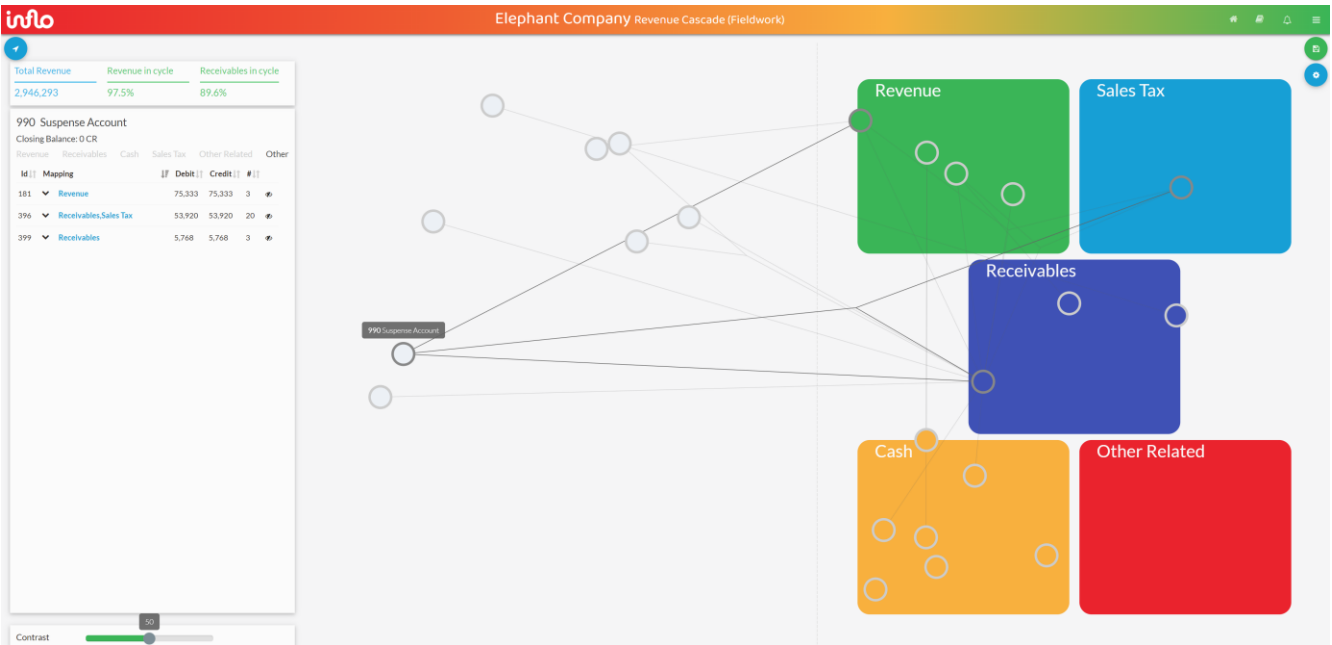 inflo
Elephant Company Revenue Cascade (Fieldwork)
Total Revenue Revenue in cycle Receivables in cycle
2,946,293 97.5% 89.6%
990 Suspense Account
Closing Balance: 0 CR
Revenue Receivables Cash Sales Tax Other Related Other
Id Mapping Debit Credit #
181 Revenue 75,333 75,333 3
396 Receivables,Sales Tax 53,920 53,920 20
399 Receivables 5,768 5,768 3
Revenue
Sales Tax
Receivables
990 Suspense Account
Cash
Other Related
50
Contrast